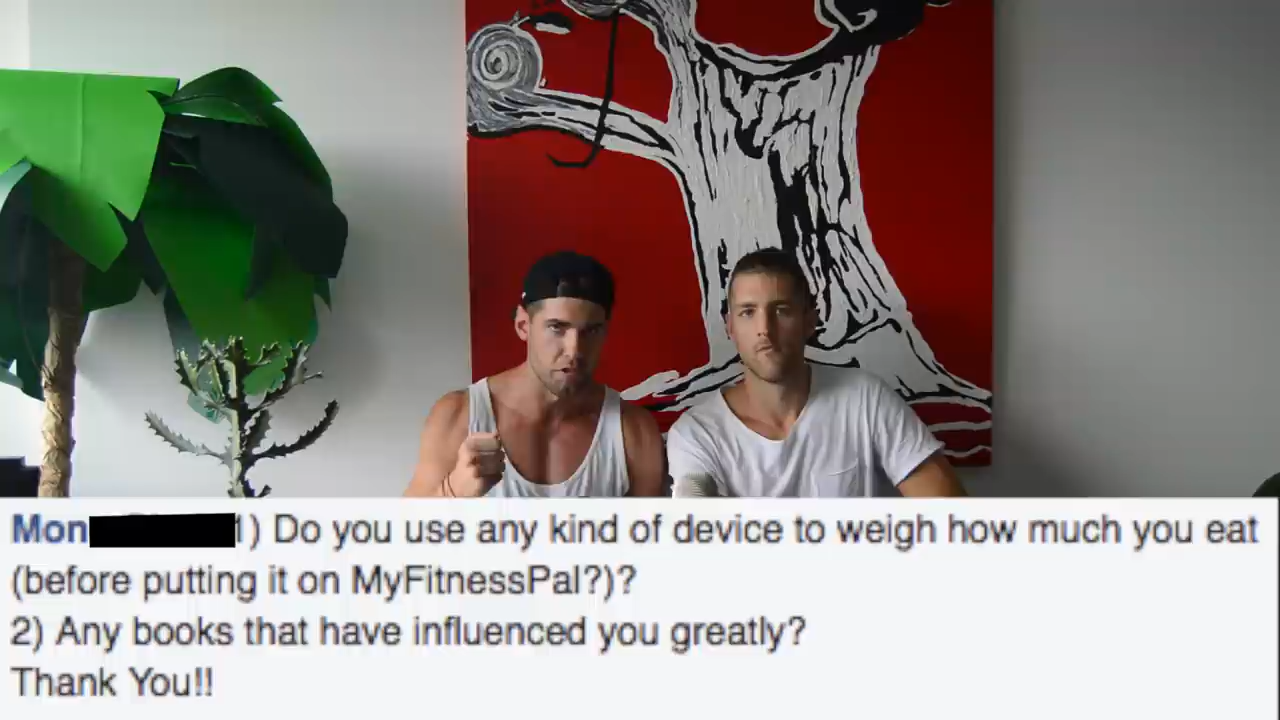 Mon 1) Do you use any kind of device to weigh how much you eat
(before putting it on MyFitnessPal?)?
2) Any books that have influenced you greatly?
Thank You!!